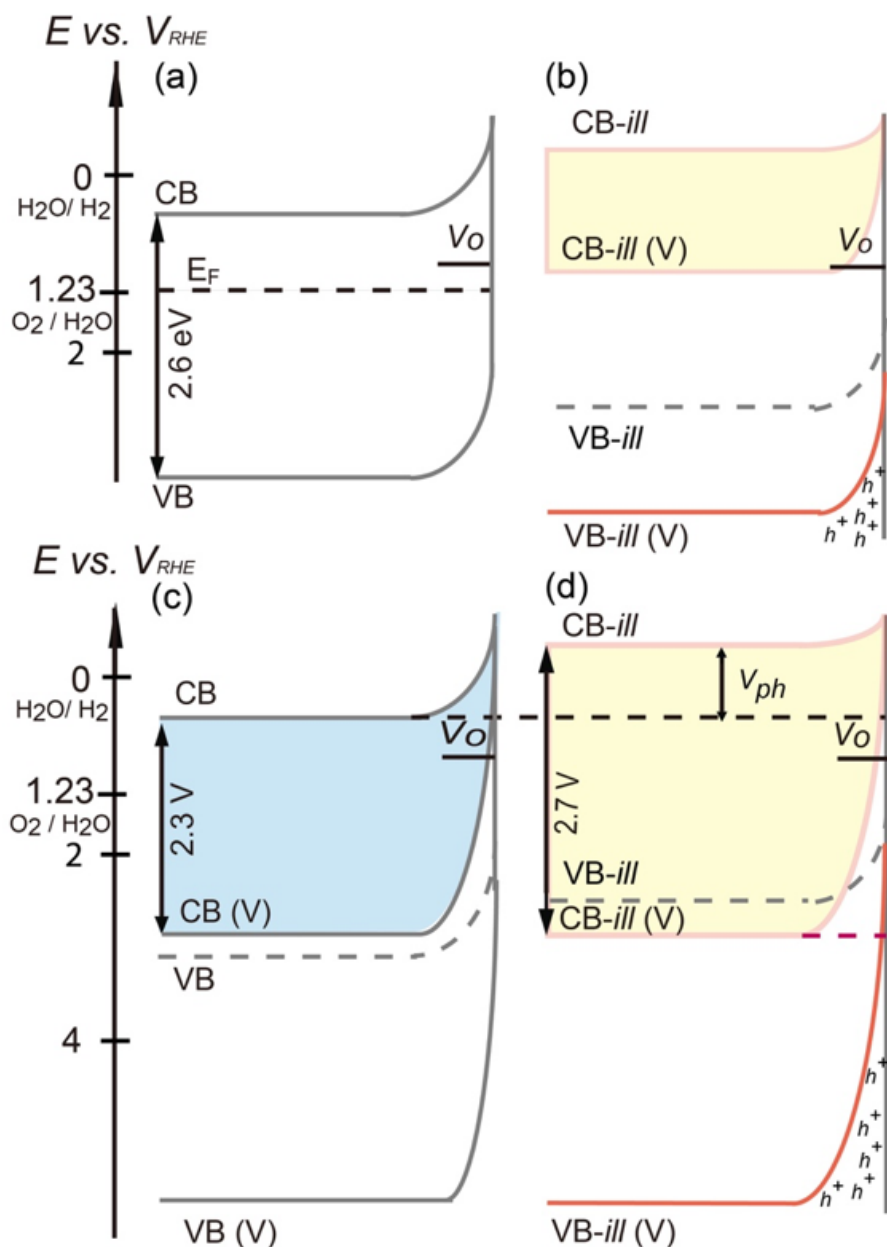 E vs. VRHE
(a)
(b)
CB-ill
0
CB
H2O/ H2
Vo
CB-ill (V)
Vo
EF
1.23
O2 / H2O
2.6 eV
2
VB-ill
VB
h+
h+
h+ h+
VB-ill (V)
E vs. VRHE
(c)
(d)
CB-ill
0
CB
Vph
H2O/ H2
Vo
Vo
1.23
2.3 V
2.7 V
O2 / H2O
2
VB-ill
CB (V)
CB-ill (V)
VB
4
h+
h+
h+
h+ h+
VB (V)
VB-ill (V)